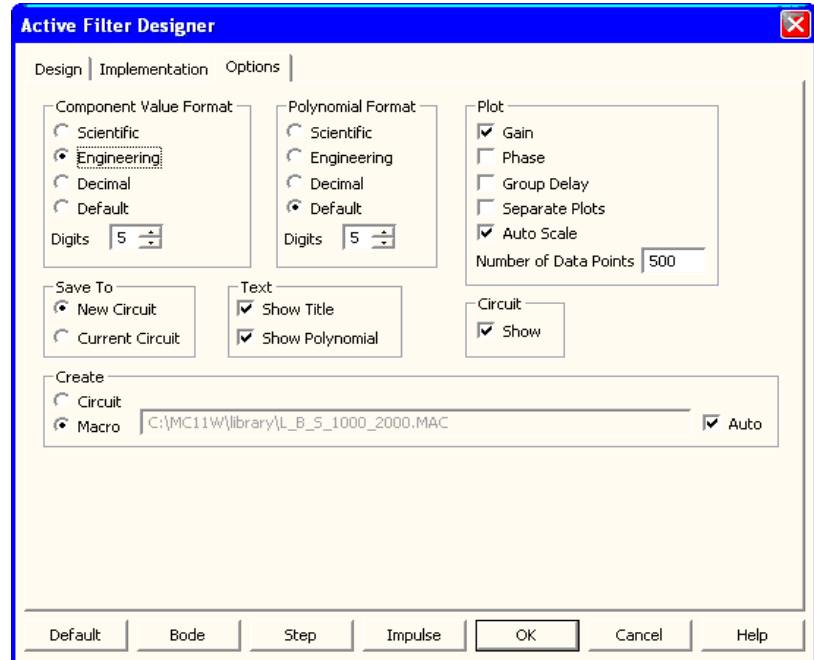 Active Filter Designer
Design Implementation Options
Component Value Format
Scientific
Engineering
Decimal
Default
Digits 5
Polynomial Format
Scientific
Engineering
Decimal
Default
Digits 5
Plot
Gain
Phase
Group Delay
Separate Plots
Auto Scale
Number of Data Points 500
Save To
New Circuit
Current Circuit
Text
Show Title
Show Polynomial
Circuit
Show
Create
Circuit
Macro C:\MC11W\library\L_B_S_1000_2000.MAC Auto
Default Bode Step Impulse OK Cancel Help